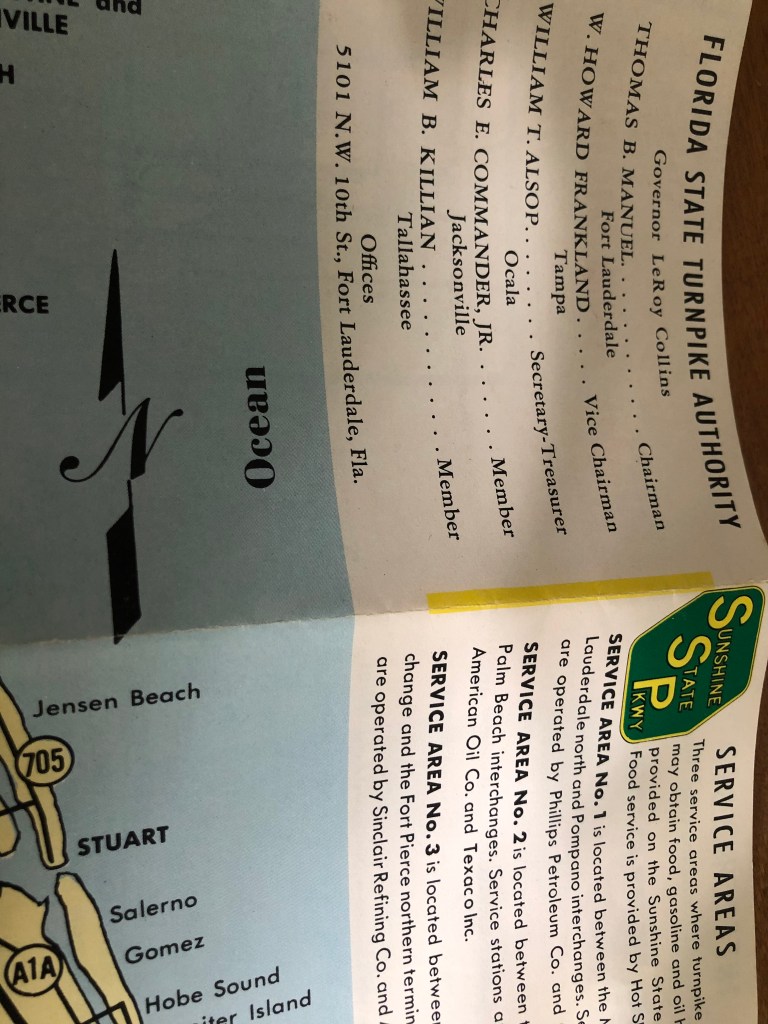 FLORIDA STATE TURNPIKE AUTHORITY
Governor LeRoy Collins
THOMAS B. MANUEL. . . . . . . . . . . . Chairman
Fort Lauderdale
W. HOWARD FRANKLAND . . . . . Vice Chairman
Tampa
WILLIAM T. ALSOP. . . . . . . . Secretary-Treasurer
Ocala
CHARLES E. COMMANDER, JR. . . . . . . Member
Jacksonville
WILLIAM B. KILLIAN . . . . . . . . . . . . . Member
Tallahassee
Offices
5101 N.W. 10th St., Fort Lauderdale, Fla.
SUNSHINE
STATE
PKWY
SERVICE AREAS
Three service areas where turnpike
may obtain food, gasoline and oil
provided on the Sunshine State
Food service is provided by Hot
SERVICE AREA No. 1 is located between the
Lauderdale north and Pompano interchanges.
are operated by Phillips Petroleum Co. and
SERVICE AREA No. 2 is located between
Palm Beach interchanges. Service stations
American Oil Co. and Texaco Inc.
SERVICE AREA No. 3 is located between
change and the Fort Pierce northern
are operated by Sinclair Refining Co. and
and
Ocean
N
Jensen Beach
705
STUART
Salerno
Gomez
A1A
Hobe Sound
Island